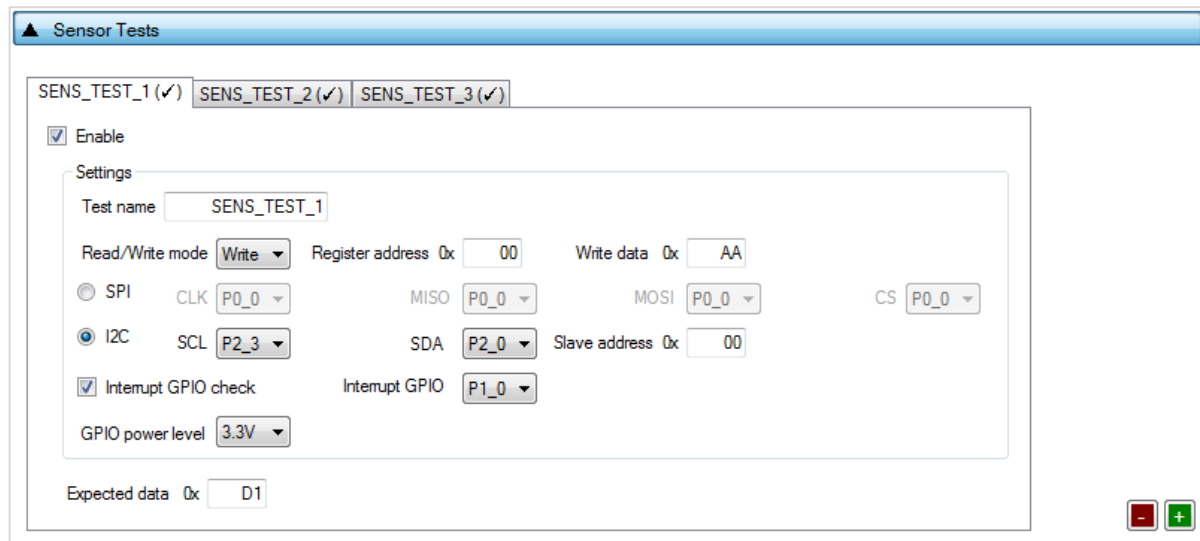 ▲ Sensor Tests
SENS_TEST_1 (✓) SENS_TEST_2 (✓) SENS_TEST_3 (✓)
Enable
Settings
Test name SENS_TEST_1
Read/Write mode Write Register address 0x 00 Write data 0x AA
SPI CLK P0_0 MISO P0_0 MOSI P0_0 CS P0_0
I2C SCL P2_3 SDA P2_0 Slave address 0x 00
Interrupt GPIO check Interrupt GPIO P1_0
GPIO power level 3.3V
Expected data 0x D1
- +